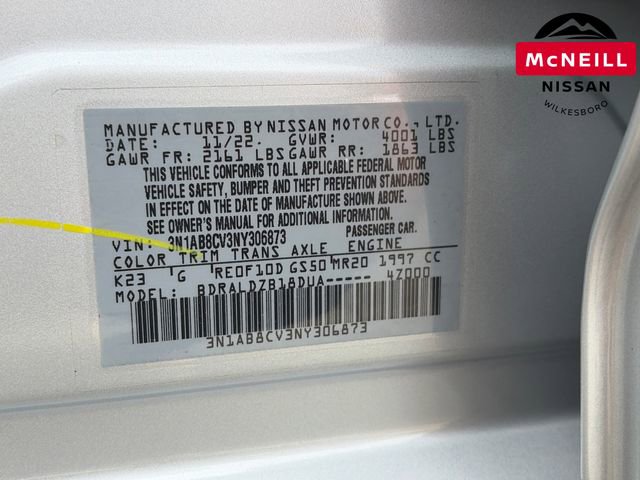 McNEILL
NISSAN
WILKESBORO
MANUFACTURED BY NISSAN MOTOR CO., LTD.
DATE: 11/22. GVWR: 4001 LBS
GAWR FR: 2161 LBS GAWR RR: 1863 LBS
THIS VEHICLE CONFORMS TO ALL APPLICABLE FEDERAL MOTOR
VEHICLE SAFETY, BUMPER AND THEFT PREVENTION STANDARDS
IN EFFECT ON THE DATE OF MANUFACTURE SHOWN ABOVE.
SEE OWNER'S MANUAL FOR ADDITIONAL INFORMATION
VIN: 3N1AB8CV3NY306873 PASSENGER CAR.
COLOR TRIM TRANS AXLE ENGINE
K23 G RE0F10D GS50 MR20 1997 CC
MODEL: BDRALDZB18DUA---- 4Z000
3N1AB8CV3NY306873